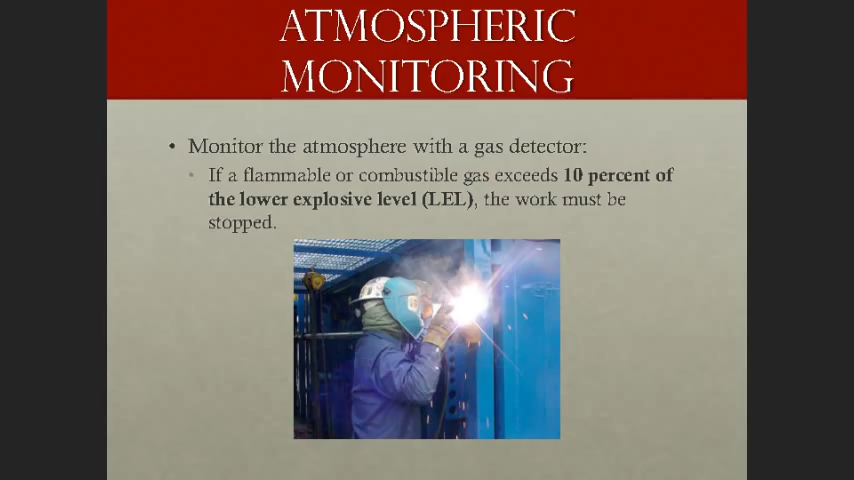 ATMOSPHERIC
MONITORING
• Monitor the atmosphere with a gas detector:
• If a flammable or combustible gas exceeds 10 percent of
the lower explosive level (LEL), the work must be
stopped.